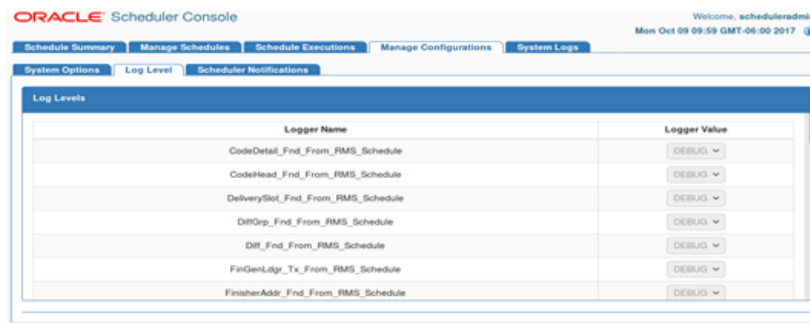 ORACLE Scheduler Console
Welcome, scheduleradmin
Mon Oct 09 09:59 GMT-06:00 2017
Schedule Summary Manage Schedules Schedule Executions Manage Configurations System Logs
System Options Log Level Scheduler Notifications
Log Levels
Logger Name Logger Value
CodeDetail_Fnd_From_RMS_Schedule DEBUG
CodeHead_Fnd_From_RMS_Schedule DEBUG
DeliverySlot_Fnd_From_RMS_Schedule DEBUG
DiffGrp_Fnd_From_RMS_Schedule DEBUG
Diff_Fnd_From_RMS_Schedule DEBUG
FinGenLdgr_Tx_From_RMS_Schedule DEBUG
FinisherAddr_Fnd_From_RMS_Schedule DEBUG